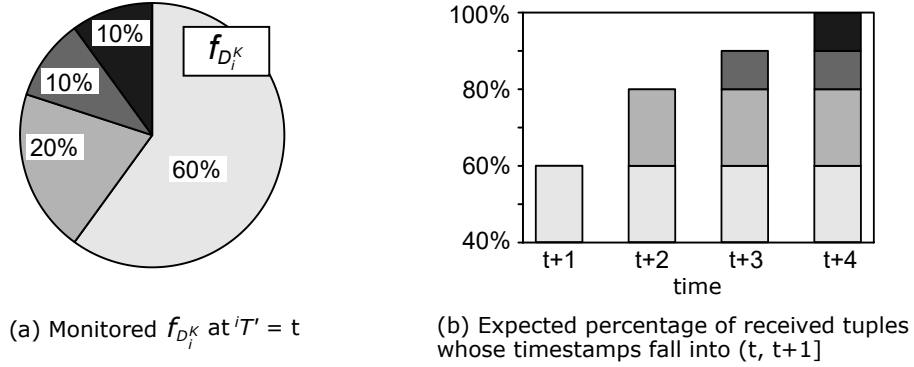 10%
f_{D_i^K}
10%
20%
60%
(a) Monitored f_{D_i^K} at ^iT' = t
100%
80%
60%
40%
t+1 t+2 t+3 t+4
time
(b) Expected percentage of received tuples
whose timestamps fall into (t, t+1]